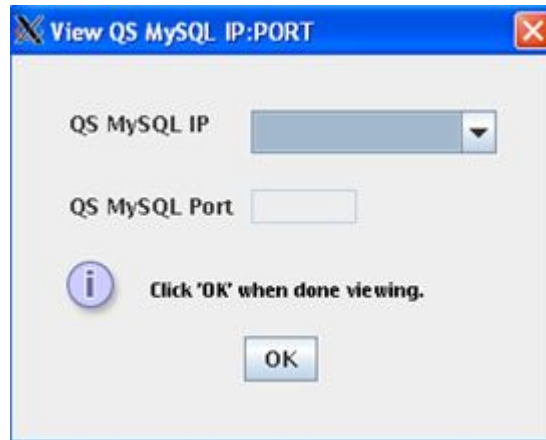 View QS MySQL IP:PORT
QS MySQL IP
QS MySQL Port
Click 'OK' when done viewing.
OK